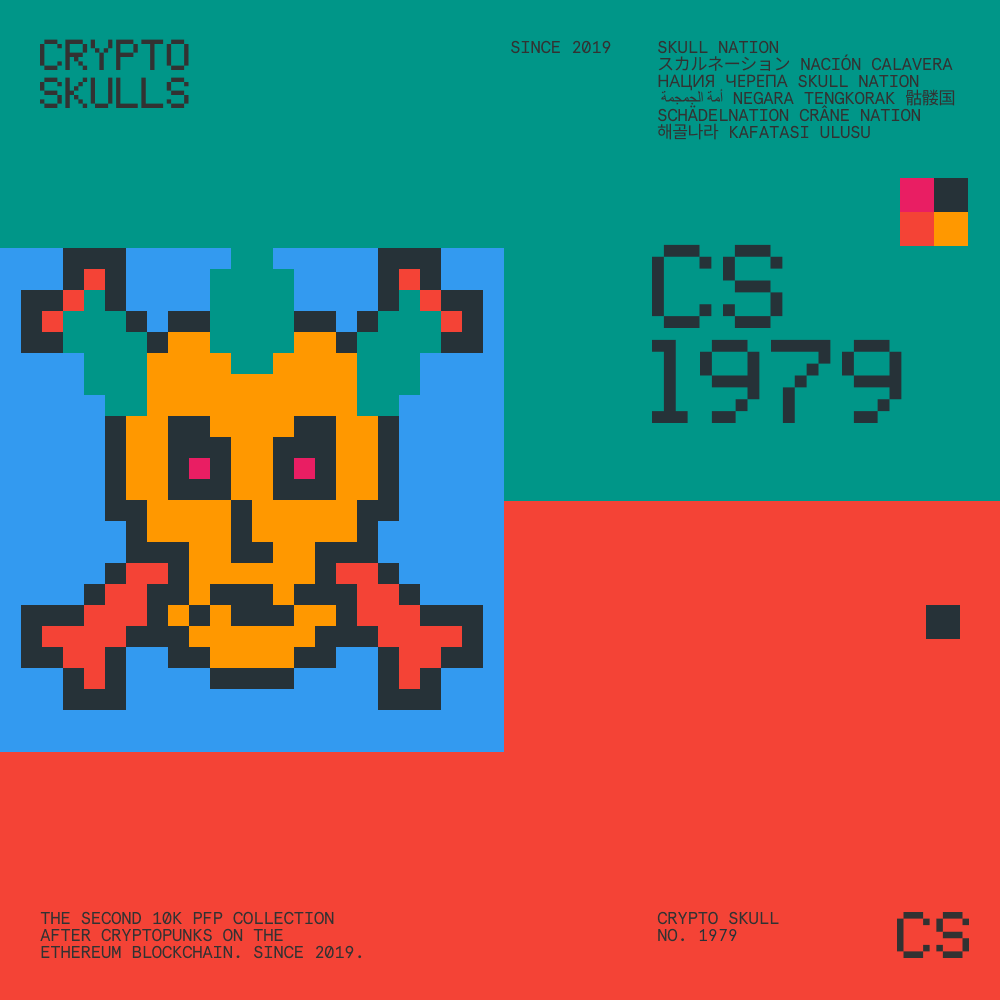 CRYPTO
SKULLS
SINCE 2019
SKULL NATION
スカルネーション NACIÓN CALAVERA
НАЦИЯ ЧЕРЕПА SKULL NATION
أمة الجمجمة NEGARA TENGKORAK 骷髅国
SCHÄDELNATION CRÂNE NATION
해골나라 KAFATASI ULUSU
CS
1979
THE SECOND 10K PFP COLLECTION
AFTER CRYPTOPUNKS ON THE
ETHEREUM BLOCKCHAIN. SINCE 2019.
CRYPTO SKULL
NO. 1979
CS